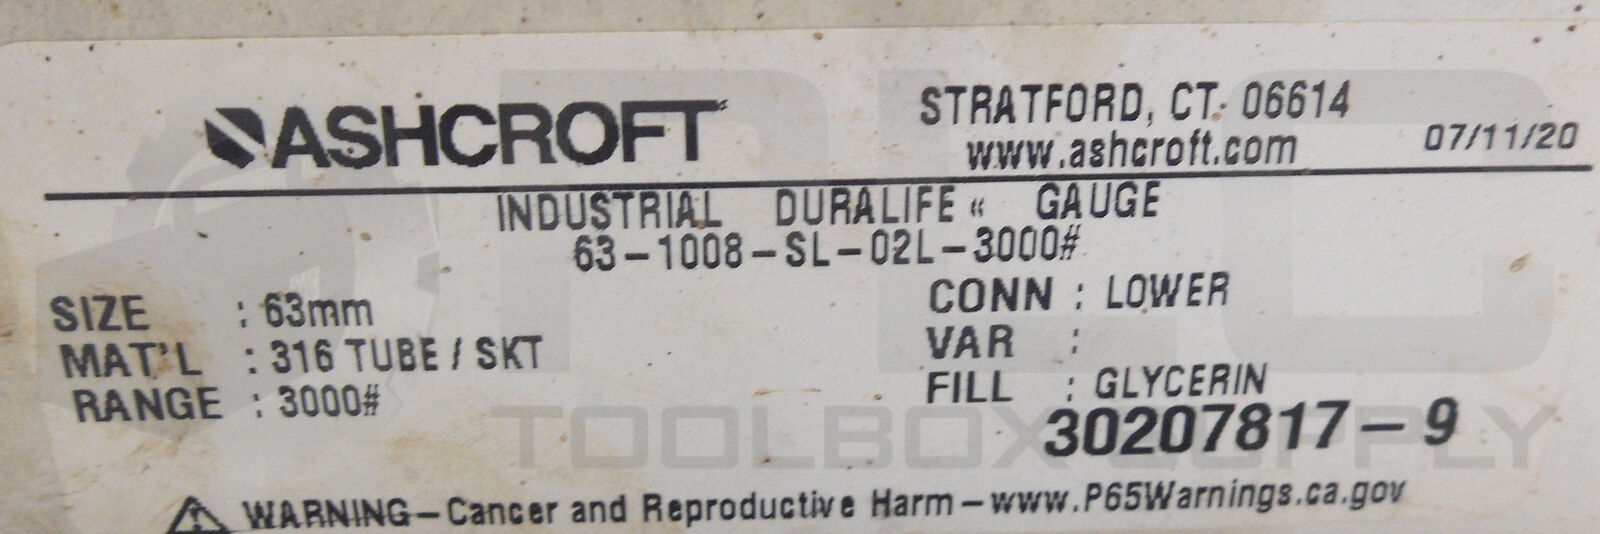 ASHCROFT
STRATFORD, CT. 06614
www.ashcroft.com
07/11/20
INDUSTRIAL DURALIFE « GAUGE
63-1008-SL-02L-3000#
SIZE : 63mm
MAT'L : 316 TUBE / SKT
RANGE : 3000#
CONN : LOWER
VAR :
FILL : GLYCERIN
30207817-9
TOOLBOX SUPPLY
WARNING-Cancer and Reproductive Harm-www.P65Warnings.ca.gov